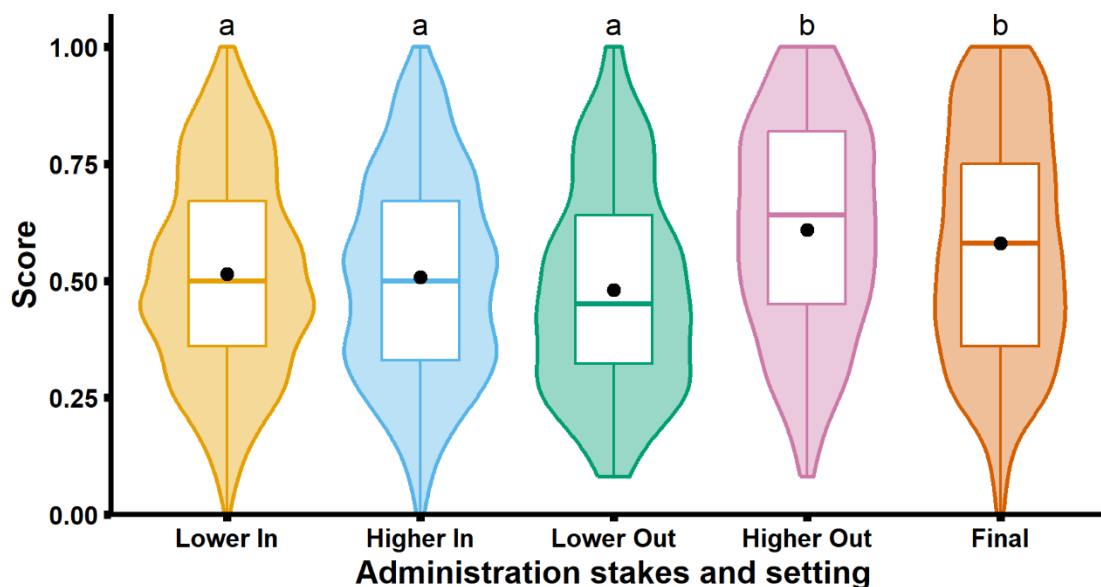 a a a b b
1.00
0.75
0.50
0.25
0.00
Score
Lower In Higher In Lower Out Higher Out Final
Administration stakes and setting